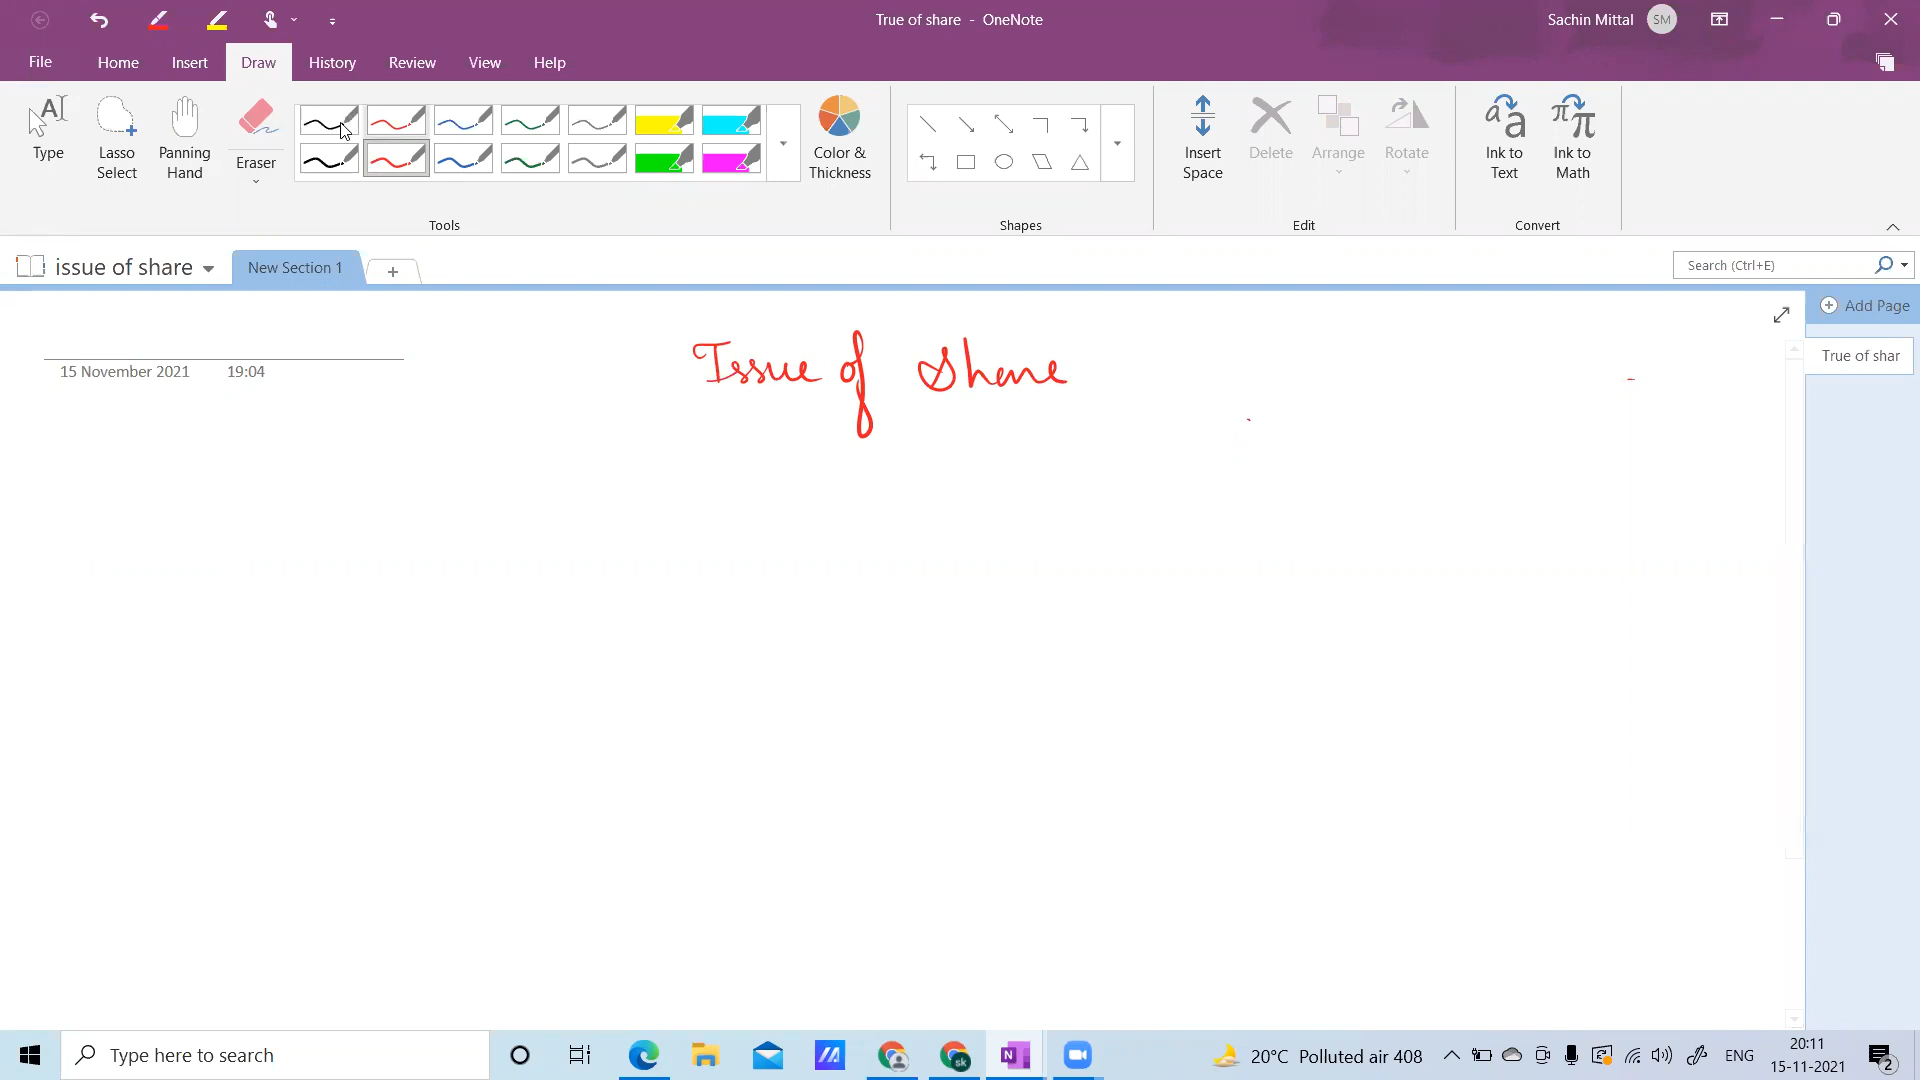 True of share - OneNote
Sachin Mittal SM
File Home Insert Draw History Review View Help
Type
Lasso Select
Panning Hand
Eraser
Color & Thickness
Insert Space
Delete
Arrange
Rotate
Ink to Text
Ink to Math
Tools Shapes Edit Convert
issue of share New Section 1
Search (Ctrl+E)
Add Page
True of shar
Issue of Share
15 November 2021 19:04
Type here to search
20°C Polluted air 408
ENG
20:11
15-11-2021
2